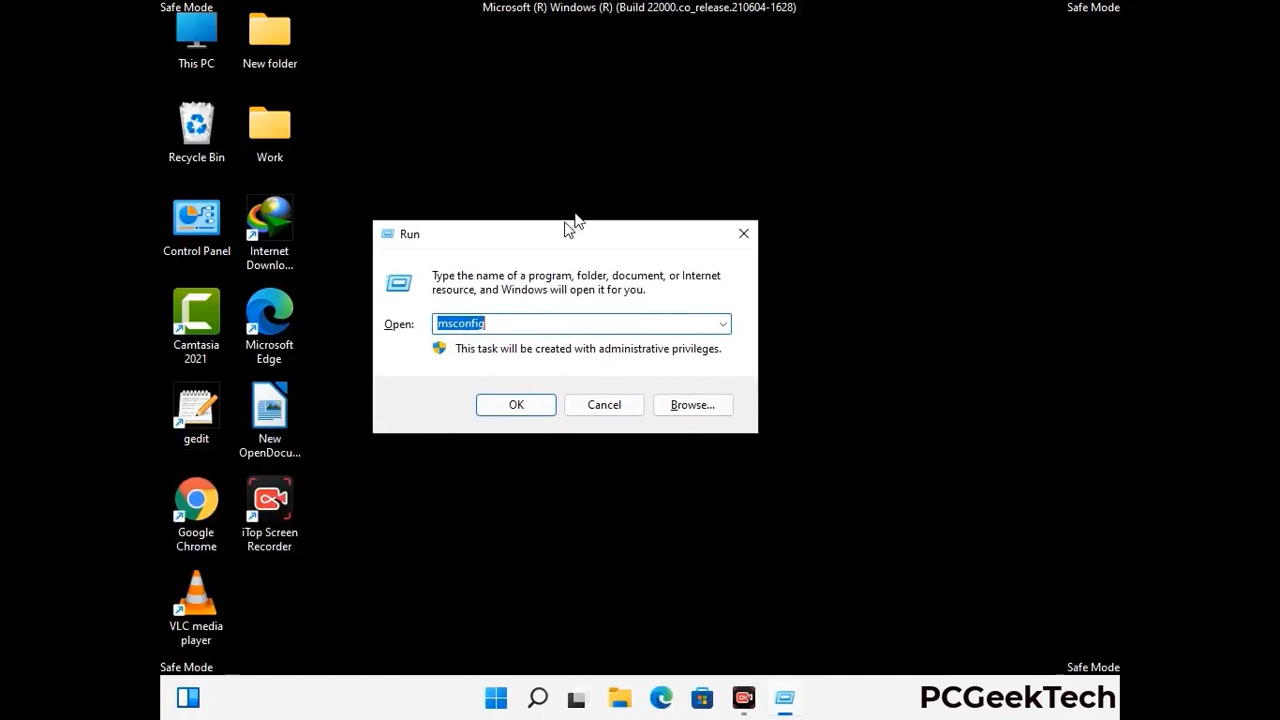 Safe Mode
Microsoft (R) Windows (R) (Build 22000.co_release.210604-1628)
Safe Mode
This PC
New folder
Recycle Bin
Work
Control Panel
Internet
Downlo...
Camtasia
2021
Microsoft
Edge
gedit
New
OpenDocu...
Google
Chrome
iTop Screen
Recorder
VLC media
player
Run
Type the name of a program, folder, document, or Internet
resource, and Windows will open it for you.
Open:
msconfig
This task will be created with administrative privileges.
OK
Cancel
Browse...
Safe Mode
Safe Mode
PCGeekTech